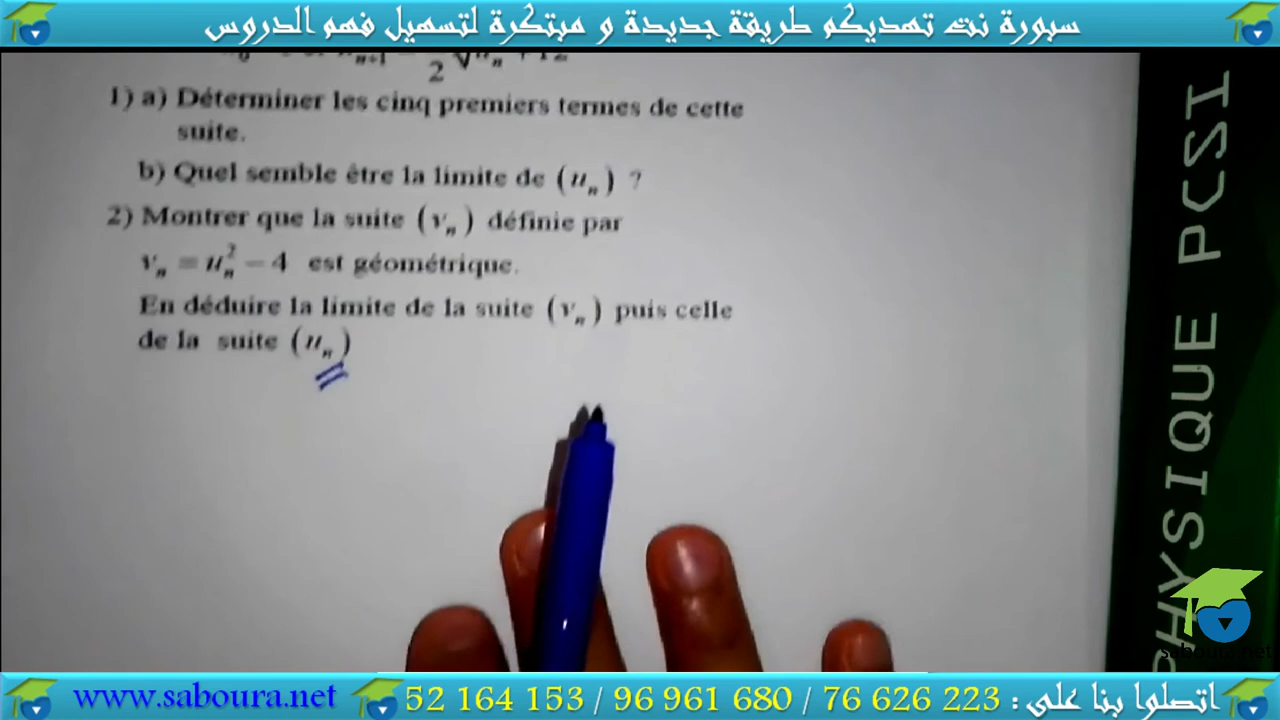 سبورة نت تهديكم طريقة جديدة و مبتكرة لتسهيل فهم الدروس
1) a) Déterminer les cinq premiers termes de cette
suite.
b) Quel semble être la limite de (uₙ) ?
2) Montrer que la suite (vₙ) définie par
vₙ = uₙ² − 4 est géométrique.
En déduire la limite de la suite (vₙ) puis celle
de la suite (uₙ)
PHYSIQUE PCSI
saboura.net
www.saboura.net 52 164 153 / 96 961 680 / 76 626 223 : اتصلوا بنا على